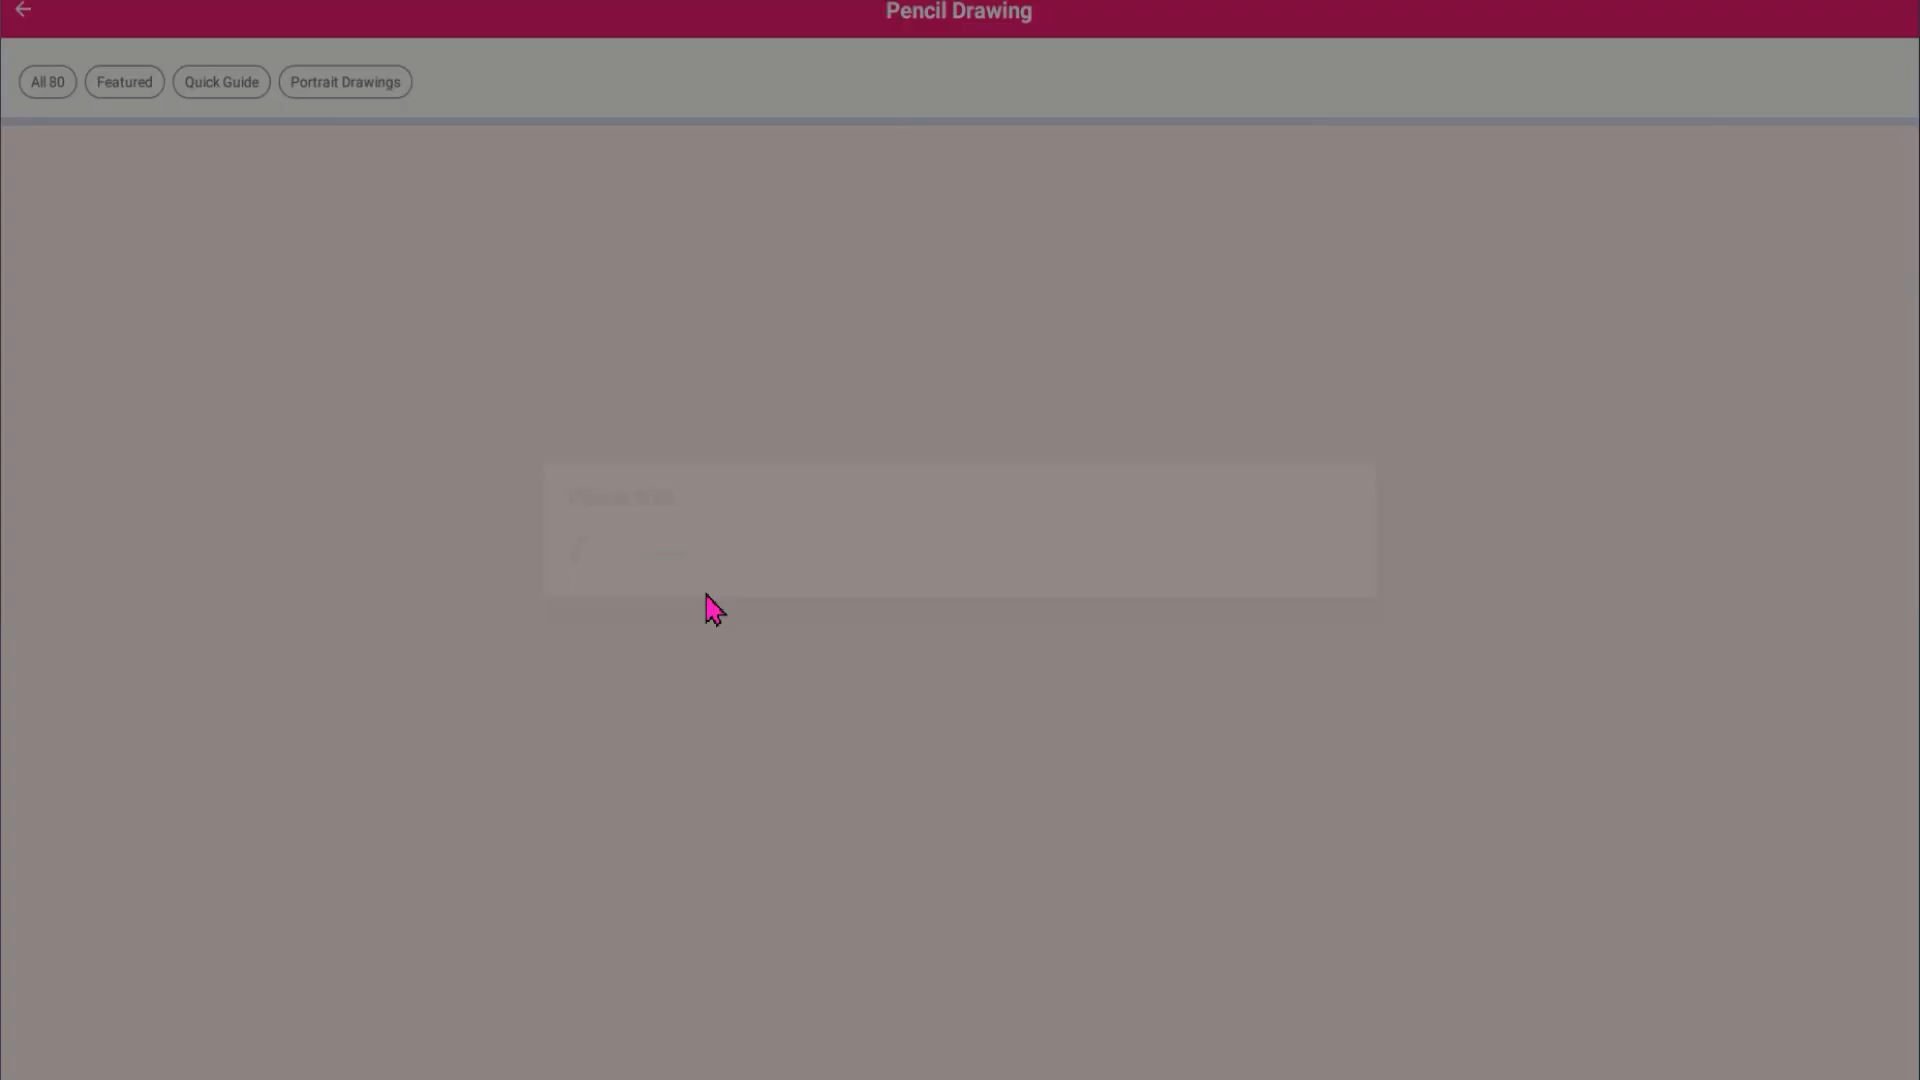 Pencil Drawing
All 80
Featured
Quick Guide
Portrait Drawings